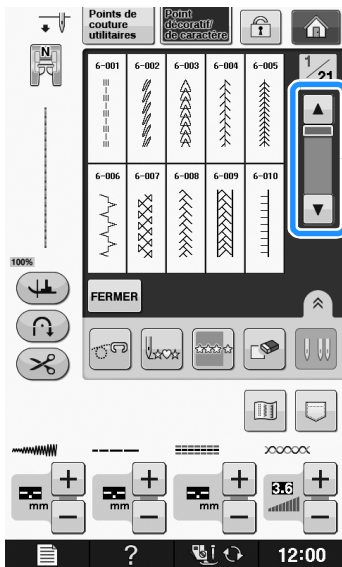 Points de
couture
utilitaires
Point
décoratif/
de caractère
N
6-001 6-002 6-003 6-004 6-005
1/21
6-006 6-007 6-008 6-009 6-010
100%
FERMER
mm mm mm 3.6
? 12:00